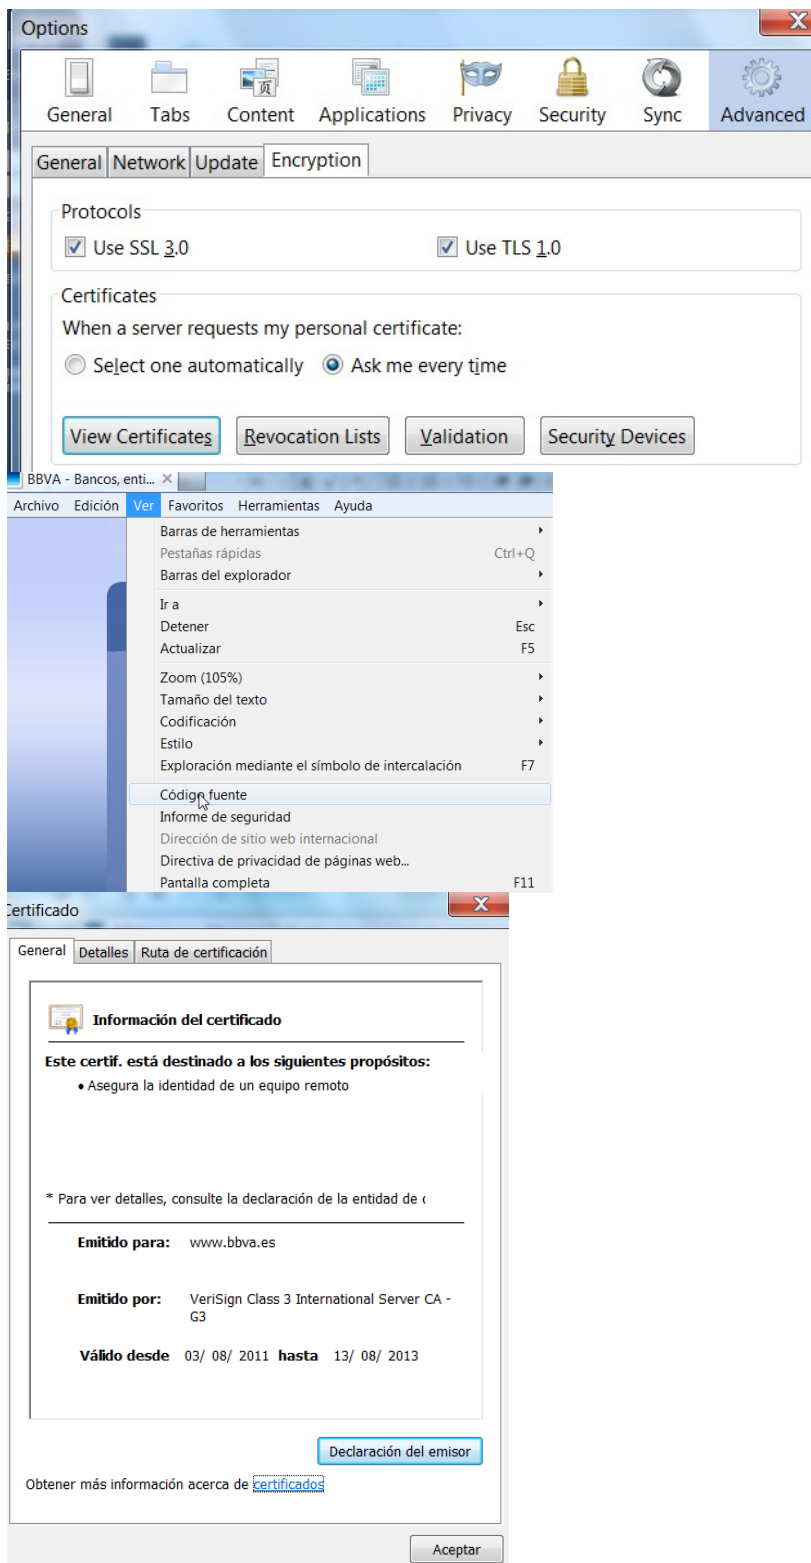 Options
General Tabs Content Applications Privacy Security Sync Advanced
General Network Update Encryption
Protocols
Use SSL 3.0 Use TLS 1.0
Certificates
When a server requests my personal certificate:
Select one automatically Ask me every time
View Certificates Revocation Lists Validation Security Devices
BBVA - Bancos, enti...
Archivo Edición Ver Favoritos Herramientas Ayuda
Barras de herramientas
Pestañas rápidas Ctrl+Q
Barras del explorador
Ir a
Detener Esc
Actualizar F5
Zoom (105%)
Tamaño del texto
Codificación
Estilo
Exploración mediante el símbolo de intercalación F7
Código fuente
Informe de seguridad
Dirección de sitio web internacional
Directiva de privacidad de páginas web...
Pantalla completa F11
Certificado
General Detalles Ruta de certificación
Información del certificado
Este certif. está destinado a los siguientes propósitos:
• Asegura la identidad de un equipo remoto
* Para ver detalles, consulte la declaración de la entidad de
Emitido para: www.bbva.es
Emitido por: VeriSign Class 3 International Server CA -
G3
Válido desde 03/ 08/ 2011 hasta 13/ 08/ 2013
Declaración del emisor
Obtener más información acerca de certificados
Aceptar